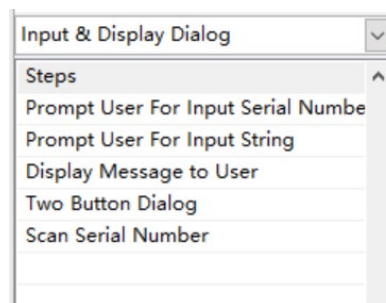 Input & Display Dialog
Steps
Prompt User For Input Serial Numbe
Prompt User For Input String
Display Message to User
Two Button Dialog
Scan Serial Number